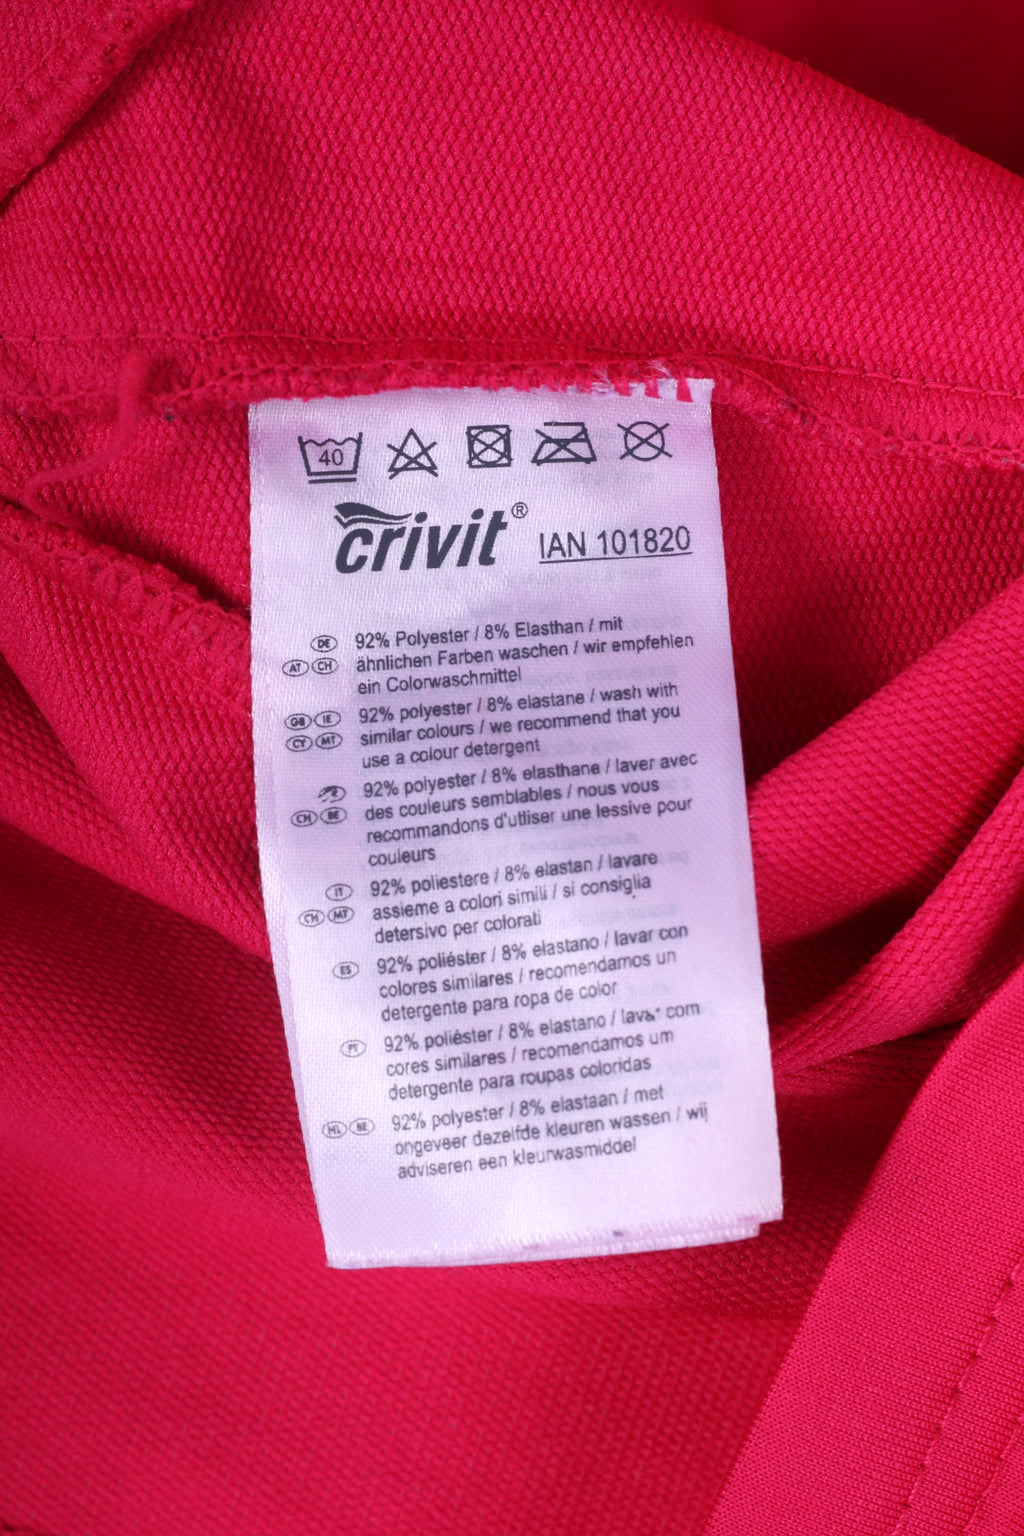 40
crivit® IAN 101820
DE 92% Polyester / 8% Elasthan / mit
AT CH ähnlichen Farben waschen / wir empfehlen
ein Colorwaschmittel
GB IE 92% polyester / 8% elastane / wash with
CY MT similar colours / we recommend that you
use a colour detergent
92% polyester / 8% elasthane / laver avec
CH BE des couleurs semblables / nous vous
recommandons d'utliser une lessive pour
couleurs
IT 92% poliestere / 8% elastan / lavare
CH MT assieme a colori simili / si consiglia
detersivo per colorati
ES 92% poliéster / 8% elastano / lavar con
colores similares / recomendamos un
detergente para ropa de color
PT 92% poliéster / 8% elastano / lavar com
cores similares / recomendamos um
detergente para roupas coloridas
NL BE 92% polyester / 8% elastaan / met
ongeveer dezelfde kleuren wassen / wij
adviseren een kleurwasmiddel